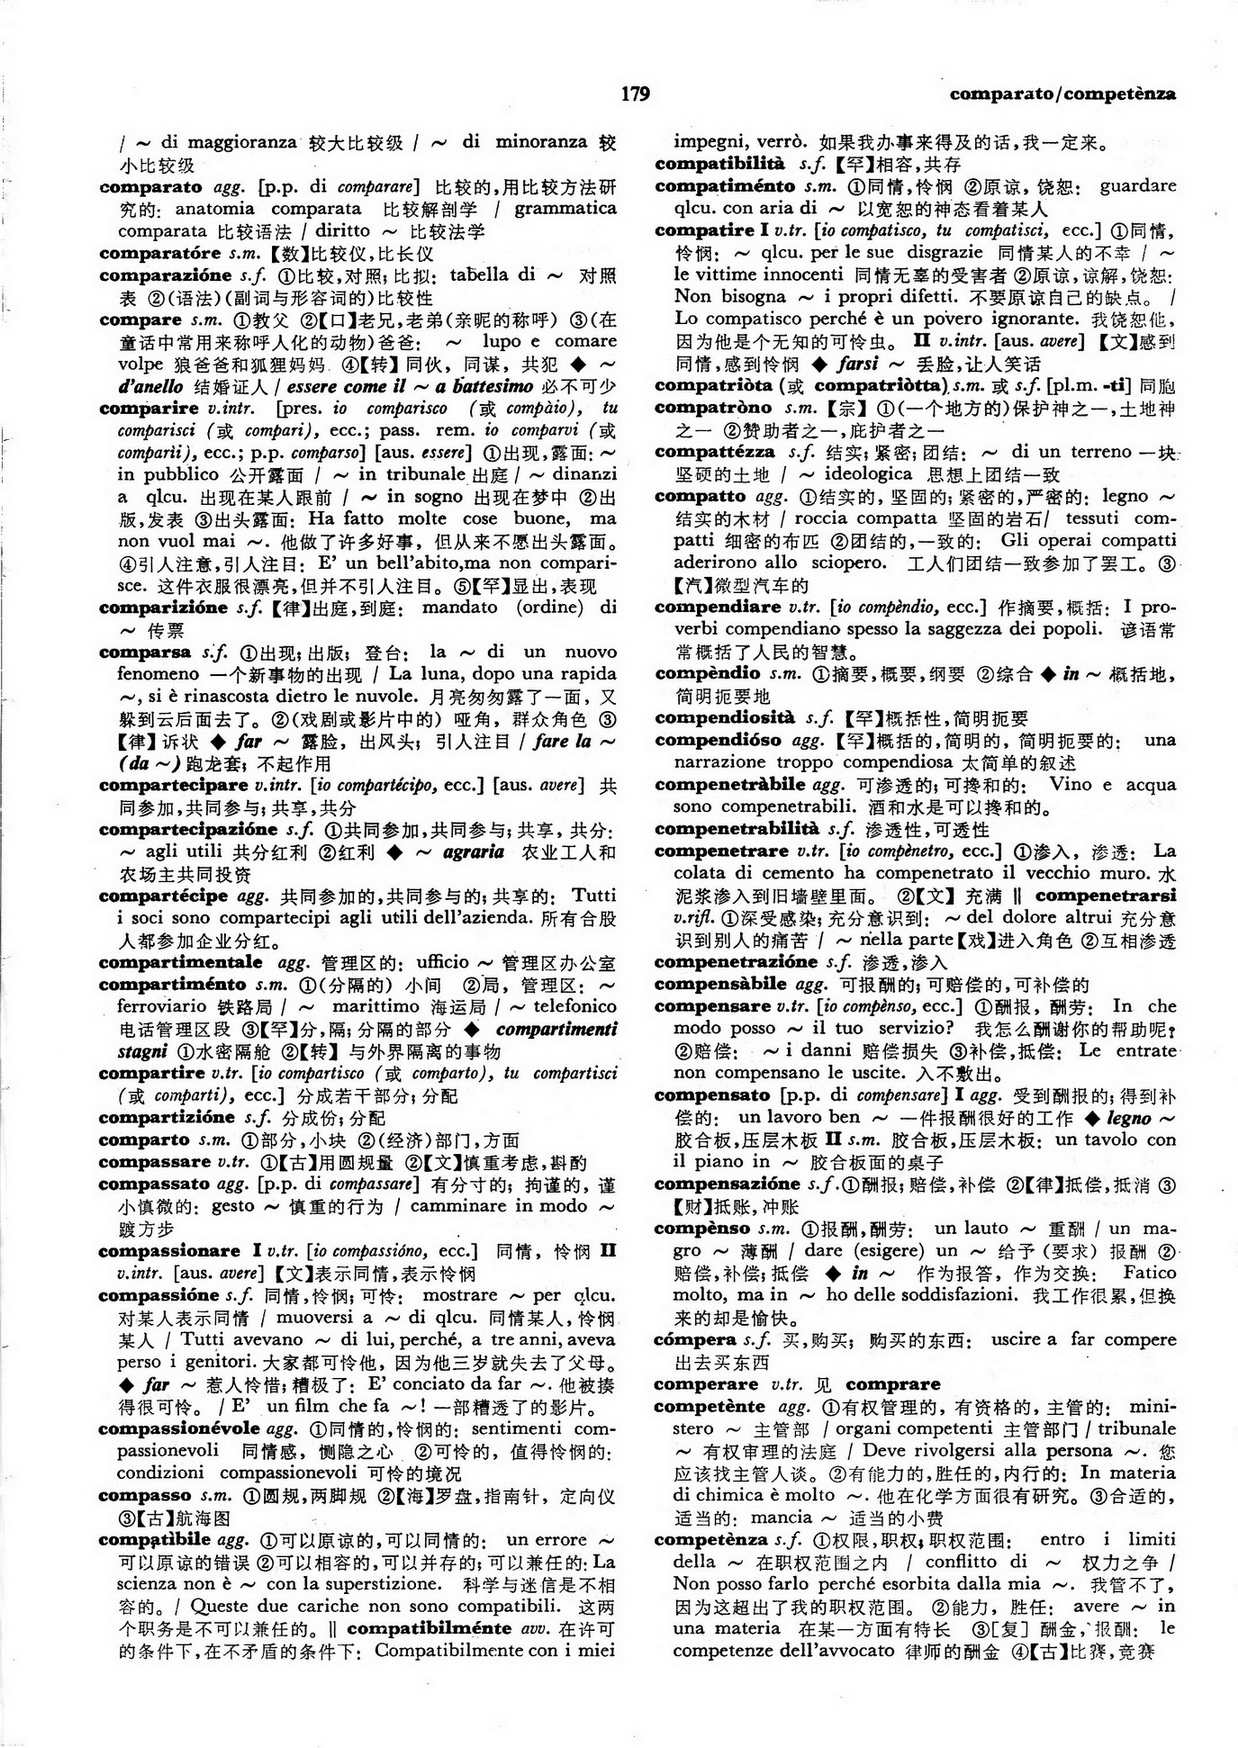 179
comparato/competènza
/ ～ di maggioranza 较大比较级 / ～ di minoranza 较
小比较级
comparato agg. [p.p. di comparare] 比较的,用比较方法研
究的: anatomia comparata 比较解剖学 / grammatica
comparata 比较语法 / diritto ～ 比较法学
comparatóre s.m.【数】比较仪,比长仪
comparazióne s.f. ①比较,对照; 比拟: tabella di ～ 对照
表 ②(语法)(副词与形容词的)比较性
compare s.m. ①教父 ②【口】老兄,老弟(亲昵的称呼) ③(在
童话中常用来称呼人化的动物)爸爸: ～ lupo e comare
volpe 狼爸爸和狐狸妈妈 ④【转】同伙, 同谋, 共犯 ◆ ～
d'anello 结婚证人 / essere come il ～ a battesimo 必不可少
comparire v.intr. [pres. io comparisco (或 compàio), tu
comparisci (或 compari), ecc.; pass. rem. io comparvi (或
comparii), ecc.; p.p. comparso] [aus. essere] ①出现,露面: ～
in pubblico 公开露面 / ～ in tribunale 出庭 / ～ dinanzi
a qlcu. 出现在某人跟前 / ～ in sogno 出现在梦中 ②出
版,发表 ③出头露面: Ha fatto molte cose buone, ma
non vuol mai ～. 他做了许多好事, 但从来不愿出头露面。
④引人注意,引人注目: E' un bell'abito,ma non compari-
sce. 这件衣服很漂亮,但并不引人注目。⑤【罕】显出,表现
comparizióne s.f.【律】出庭,到庭: mandato (ordine) di
～ 传票
comparsa s.f. ①出现; 出版; 登台: la ～ di un nuovo
fenomeno 一个新事物的出现 / La luna, dopo una rapida
～, si è rinascosta dietro le nuvole. 月亮匆匆露了一面, 又
躲到云后面去了。②(戏剧或影片中的) 哑角, 群众角色 ③
【律】诉状 ◆ far ～ 露脸, 出风头; 引人注目 / fare la ～
(da ～) 跑龙套; 不起作用
compartecipare v.intr. [io compartécipo, ecc.] [aus. avere] 共
同参加,共同参与; 共享,共分
compartecipazióne s.f. ①共同参加,共同参与; 共享, 共分:
～ agli utili 共分红利 ②红利 ◆ ～ agraria 农业工人和
农场主共同投资
compartécipe agg. 共同参加的,共同参与的; 共享的: Tutti
i soci sono compartecipi agli utili dell'azienda. 所有合股
人都参加企业分红。
compartimentale agg. 管理区的: ufficio ～ 管理区办公室
compartiménto s.m. ①(分隔的) 小间 ②局, 管理区: ～
ferroviario 铁路局 / ～ marittimo 海运局 / ～ telefonico
电话管理区段 ③【罕】分,隔; 分隔的部分 ◆ compartimenti
stagni ①水密隔舱 ②【转】与外界隔离的事物
compartire v.tr. [io compartisco (或 comparto), tu compartisci
(或 comparti), ecc.] 分成若干部分; 分配
compartizióne s.f. 分成份; 分配
comparto s.m. ①部分,小块 ②(经济)部门,方面
compassare v.tr. ①【古】用圆规量 ②【文】慎重考虑,斟酌
compassato agg. [p.p. di compassare] 有分寸的; 拘谨的, 谨
小慎微的: gesto ～ 慎重的行为 / camminare in modo ～
踱方步
compassionare I v.tr. [io compassióno, ecc.] 同情, 怜悯 II
v.intr. [aus. avere]【文】表示同情,表示怜悯
compassióne s.f. 同情,怜悯; 可怜: mostrare ～ per qlcu.
对某人表示同情 / muoversi a ～ di qlcu. 同情某人,怜悯
某人 / Tutti avevano ～ di lui,perché, a tre anni,aveva
perso i genitori. 大家都可怜他, 因为他三岁就失去了父母。
◆ far ～ 惹人怜惜; 糟极了: E' conciato da far ～. 他被揍
得很可怜。 / E' un film che fa ～! 一部糟透了的影片。
compassionévole agg. ①同情的,怜悯的: sentimenti com-
passionevoli 同情感, 恻隐之心 ②可怜的, 值得怜悯的:
condizioni compassionevoli 可怜的境况
compasso s.m. ①圆规,两脚规 ②【海】罗盘,指南针, 定向仪
③【古】航海图
compatìbile agg. ①可以原谅的,可以同情的: un errore ～
可以原谅的错误 ②可以相容的,可以并存的; 可以兼任的: La
scienza non è ～ con la superstizione. 科学与迷信是不相
容的。/ Queste due cariche non sono compatibili. 这两
个职务是不可以兼任的。‖ compatibilménte avv. 在许可
的条件下,在不矛盾的条件下: Compatibilmente con i miei
impegni, verrò. 如果我办事来得及的话,我一定来。
compatibilità s.f.【罕】相容,共存
compatiménto s.m. ①同情,怜悯 ②原谅, 饶恕: guardare
qlcu. con aria di ～ 以宽恕的神态看着某人
compatire I v.tr. [io compatisco, tu compatisci, ecc.] ①同情,
怜悯: ～ qlcu. per le sue disgrazie 同情某人的不幸 / ～
le vittime innocenti 同情无辜的受害者 ②原谅,谅解,饶恕:
Non bisogna ～ i propri difetti. 不要原谅自己的缺点。 /
Lo compatisco perché è un povero ignorante. 我饶恕他,
因为他是个无知的可怜虫。 II v.intr. [aus. avere]【文】感到
同情,感到怜悯 ◆ farsi ～ 丢脸,让人笑话
compatriòta (或 compatriòtta) s.m. 或 s.f. [pl.m. -ti] 同胞
compatròno s.m.【宗】①(一个地方的)保护神之一,土地神
之一 ②赞助者之一,庇护者之一
compattézza s.f. 结实; 紧密; 团结: ～ di un terreno 一块
坚硬的土地 / ～ ideologica 思想上团结一致
compatto agg. ①结实的, 坚固的; 紧密的,严密的: legno ～
结实的木材 / roccia compatta 坚固的岩石/ tessuti com-
patti 细密的布匹 ②团结的,一致的: Gli operai compatti
aderirono allo sciopero. 工人们团结一致参加了罢工。③
【汽】微型汽车的
compendiare v.tr. [io compèndio, ecc.] 作摘要,概括: I pro-
verbi compendiano spesso la saggezza dei popoli. 谚语常
常概括了人民的智慧。
compèndio s.m. ①摘要,概要,纲要 ②综合 ◆ in ～ 概括地,
简明扼要地
compendiosità s.f.【罕】概括性,简明扼要
compendióso agg.【罕】概括的,简明的, 简明扼要的: una
narrazione troppo compendiosa 太简单的叙述
compenetràbile agg. 可渗透的; 可搀和的: Vino e acqua
sono compenetrabili. 酒和水是可以搀和的。
compenetrabilità s.f. 渗透性,可透性
compenetrare v.tr. [io compènetro, ecc.] ①渗入, 渗透: La
colata di cemento ha compenetrato il vecchio muro. 水
泥浆渗入到旧墙壁里面。 ②【文】充满 ‖ compenetrarsi
v.rifl. ①深受感染; 充分意识到: ～ del dolore altrui 充分意
识到别人的痛苦 / ～ nella parte【戏】进入角色 ②互相渗透
compenetrazióne s.f. 渗透,渗入
compensàbile agg. 可报酬的; 可赔偿的,可补偿的
compensare v.tr. [io compènso, ecc.] ①酬报, 酬劳: In che
modo posso ～ il tuo servizio? 我怎么酬谢你的帮助呢?
②赔偿: ～ i danni 赔偿损失 ③补偿,抵偿: Le entrate
non compensano le uscite. 入不敷出。
compensato [p.p. di compensare] I agg. 受到酬报的; 得到补
偿的: un lavoro ben ～ 一件报酬很好的工作 ◆ legno ～
胶合板,压层木板 II s.m. 胶合板,压层木板: un tavolo con
il piano in ～ 胶合板面的桌子
compensazióne s.f. ①酬报; 赔偿,补偿 ②【律】抵偿,抵消 ③
【财】抵账,冲账
compènso s.m. ①报酬,酬劳: un lauto ～ 重酬 / un ma-
gro ～ 薄酬 / dare (esigere) un ～ 给予 (要求) 报酬 ②
赔偿,补偿; 抵偿 ◆ in ～ 作为报答, 作为交换: Fatico
molto, ma in ～ ho delle soddisfazioni. 我工作很累,但换
来的却是愉快。
cómpera s.f. 买,购买; 购买的东西: uscire a far compere
出去买东西
comperare v.tr. 见 comprare
competènte agg. ①有权管理的, 有资格的, 主管的: mini-
stero ～ 主管部 / organi competenti 主管部门 / tribunale
～ 有权审理的法庭 / Deve rivolgersi alla persona ～. 您
应该找主管人谈。②有能力的,胜任的,内行的: In materia
di chimica è molto ～. 他在化学方面很有研究。③合适的,
适当的: mancia ～ 适当的小费
competènza s.f. ①权限,职权; 职权范围: entro i limiti
della ～ 在职权范围之内 / conflitto di ～ 权力之争 /
Non posso farlo perché esorbita dalla mia ～. 我管不了,
因为这超出了我的职权范围。 ②能力, 胜任: avere ～ in
una materia 在某一方面有特长 ③[复] 酬金, 报酬: le
competenze dell'avvocato 律师的酬金 ④【古】比赛,竞赛